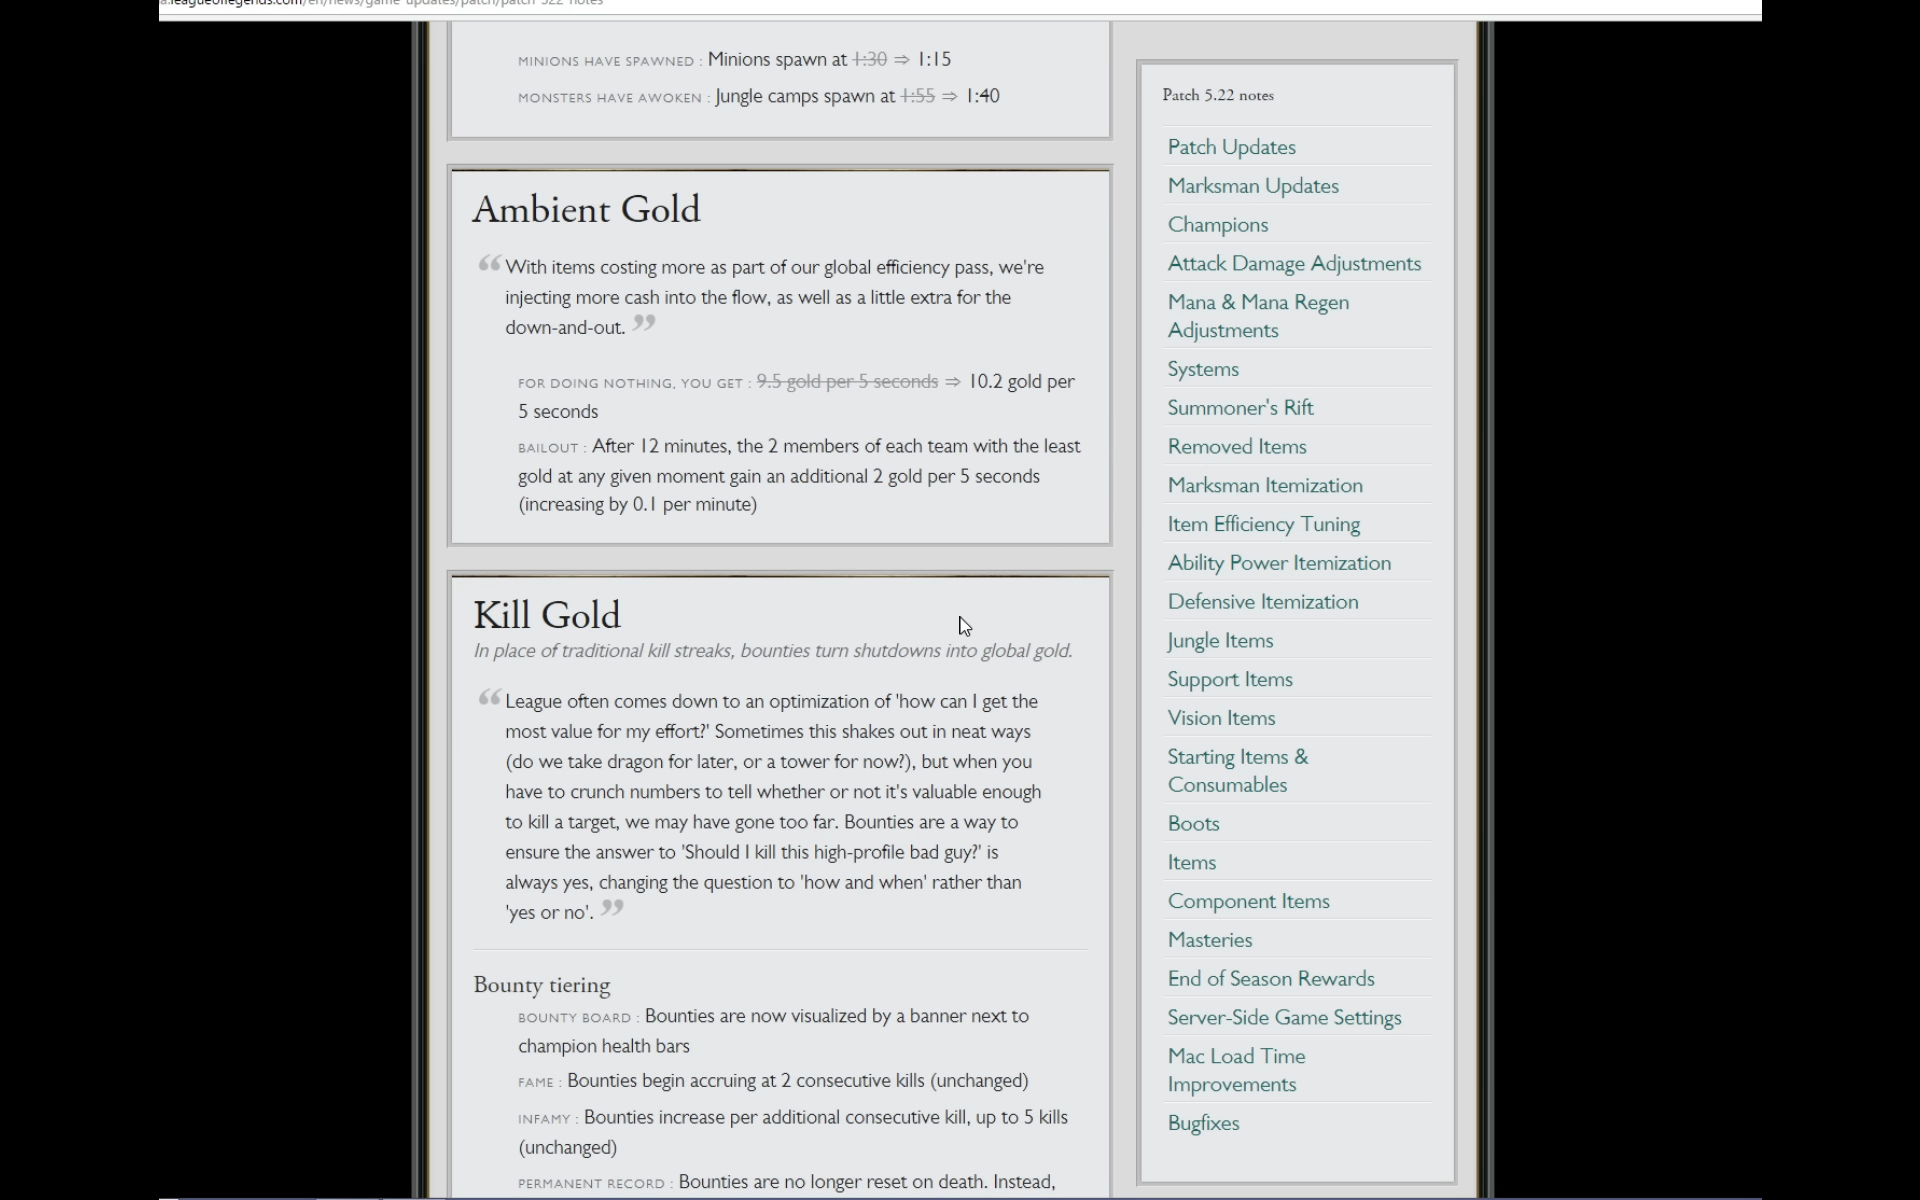 a.leagueoflegends.com/en/news/game-updates/patch/patch-522-notes
MINIONS HAVE SPAWNED : Minions spawn at 1:30 ⇒ 1:15
MONSTERS HAVE AWOKEN : Jungle camps spawn at 1:55 ⇒ 1:40
Ambient Gold
“ With items costing more as part of our global efficiency pass, we're
injecting more cash into the flow, as well as a little extra for the
down-and-out. ”
FOR DOING NOTHING, YOU GET : 9.5 gold per 5 seconds ⇒ 10.2 gold per
5 seconds
BAILOUT : After 12 minutes, the 2 members of each team with the least
gold at any given moment gain an additional 2 gold per 5 seconds
(increasing by 0.1 per minute)
Kill Gold
In place of traditional kill streaks, bounties turn shutdowns into global gold.
“ League often comes down to an optimization of 'how can I get the
most value for my effort?' Sometimes this shakes out in neat ways
(do we take dragon for later, or a tower for now?), but when you
have to crunch numbers to tell whether or not it's valuable enough
to kill a target, we may have gone too far. Bounties are a way to
ensure the answer to 'Should I kill this high-profile bad guy?' is
always yes, changing the question to 'how and when' rather than
'yes or no'. ”
Bounty tiering
BOUNTY BOARD : Bounties are now visualized by a banner next to
champion health bars
FAME : Bounties begin accruing at 2 consecutive kills (unchanged)
INFAMY : Bounties increase per additional consecutive kill, up to 5 kills
(unchanged)
PERMANENT RECORD : Bounties are no longer reset on death. Instead,
Patch 5.22 notes
Patch Updates
Marksman Updates
Champions
Attack Damage Adjustments
Mana & Mana Regen
Adjustments
Systems
Summoner's Rift
Removed Items
Marksman Itemization
Item Efficiency Tuning
Ability Power Itemization
Defensive Itemization
Jungle Items
Support Items
Vision Items
Starting Items &
Consumables
Boots
Items
Component Items
Masteries
End of Season Rewards
Server-Side Game Settings
Mac Load Time
Improvements
Bugfixes